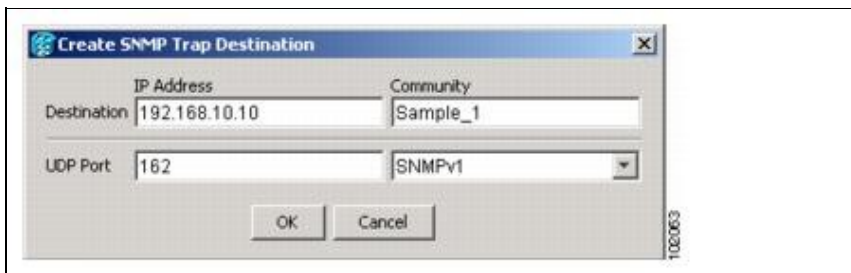 Create SNMP Trap Destination
IP Address Community
Destination 192.168.10.10 Sample_1
UDP Port 162 SNMPv1
OK Cancel
102063